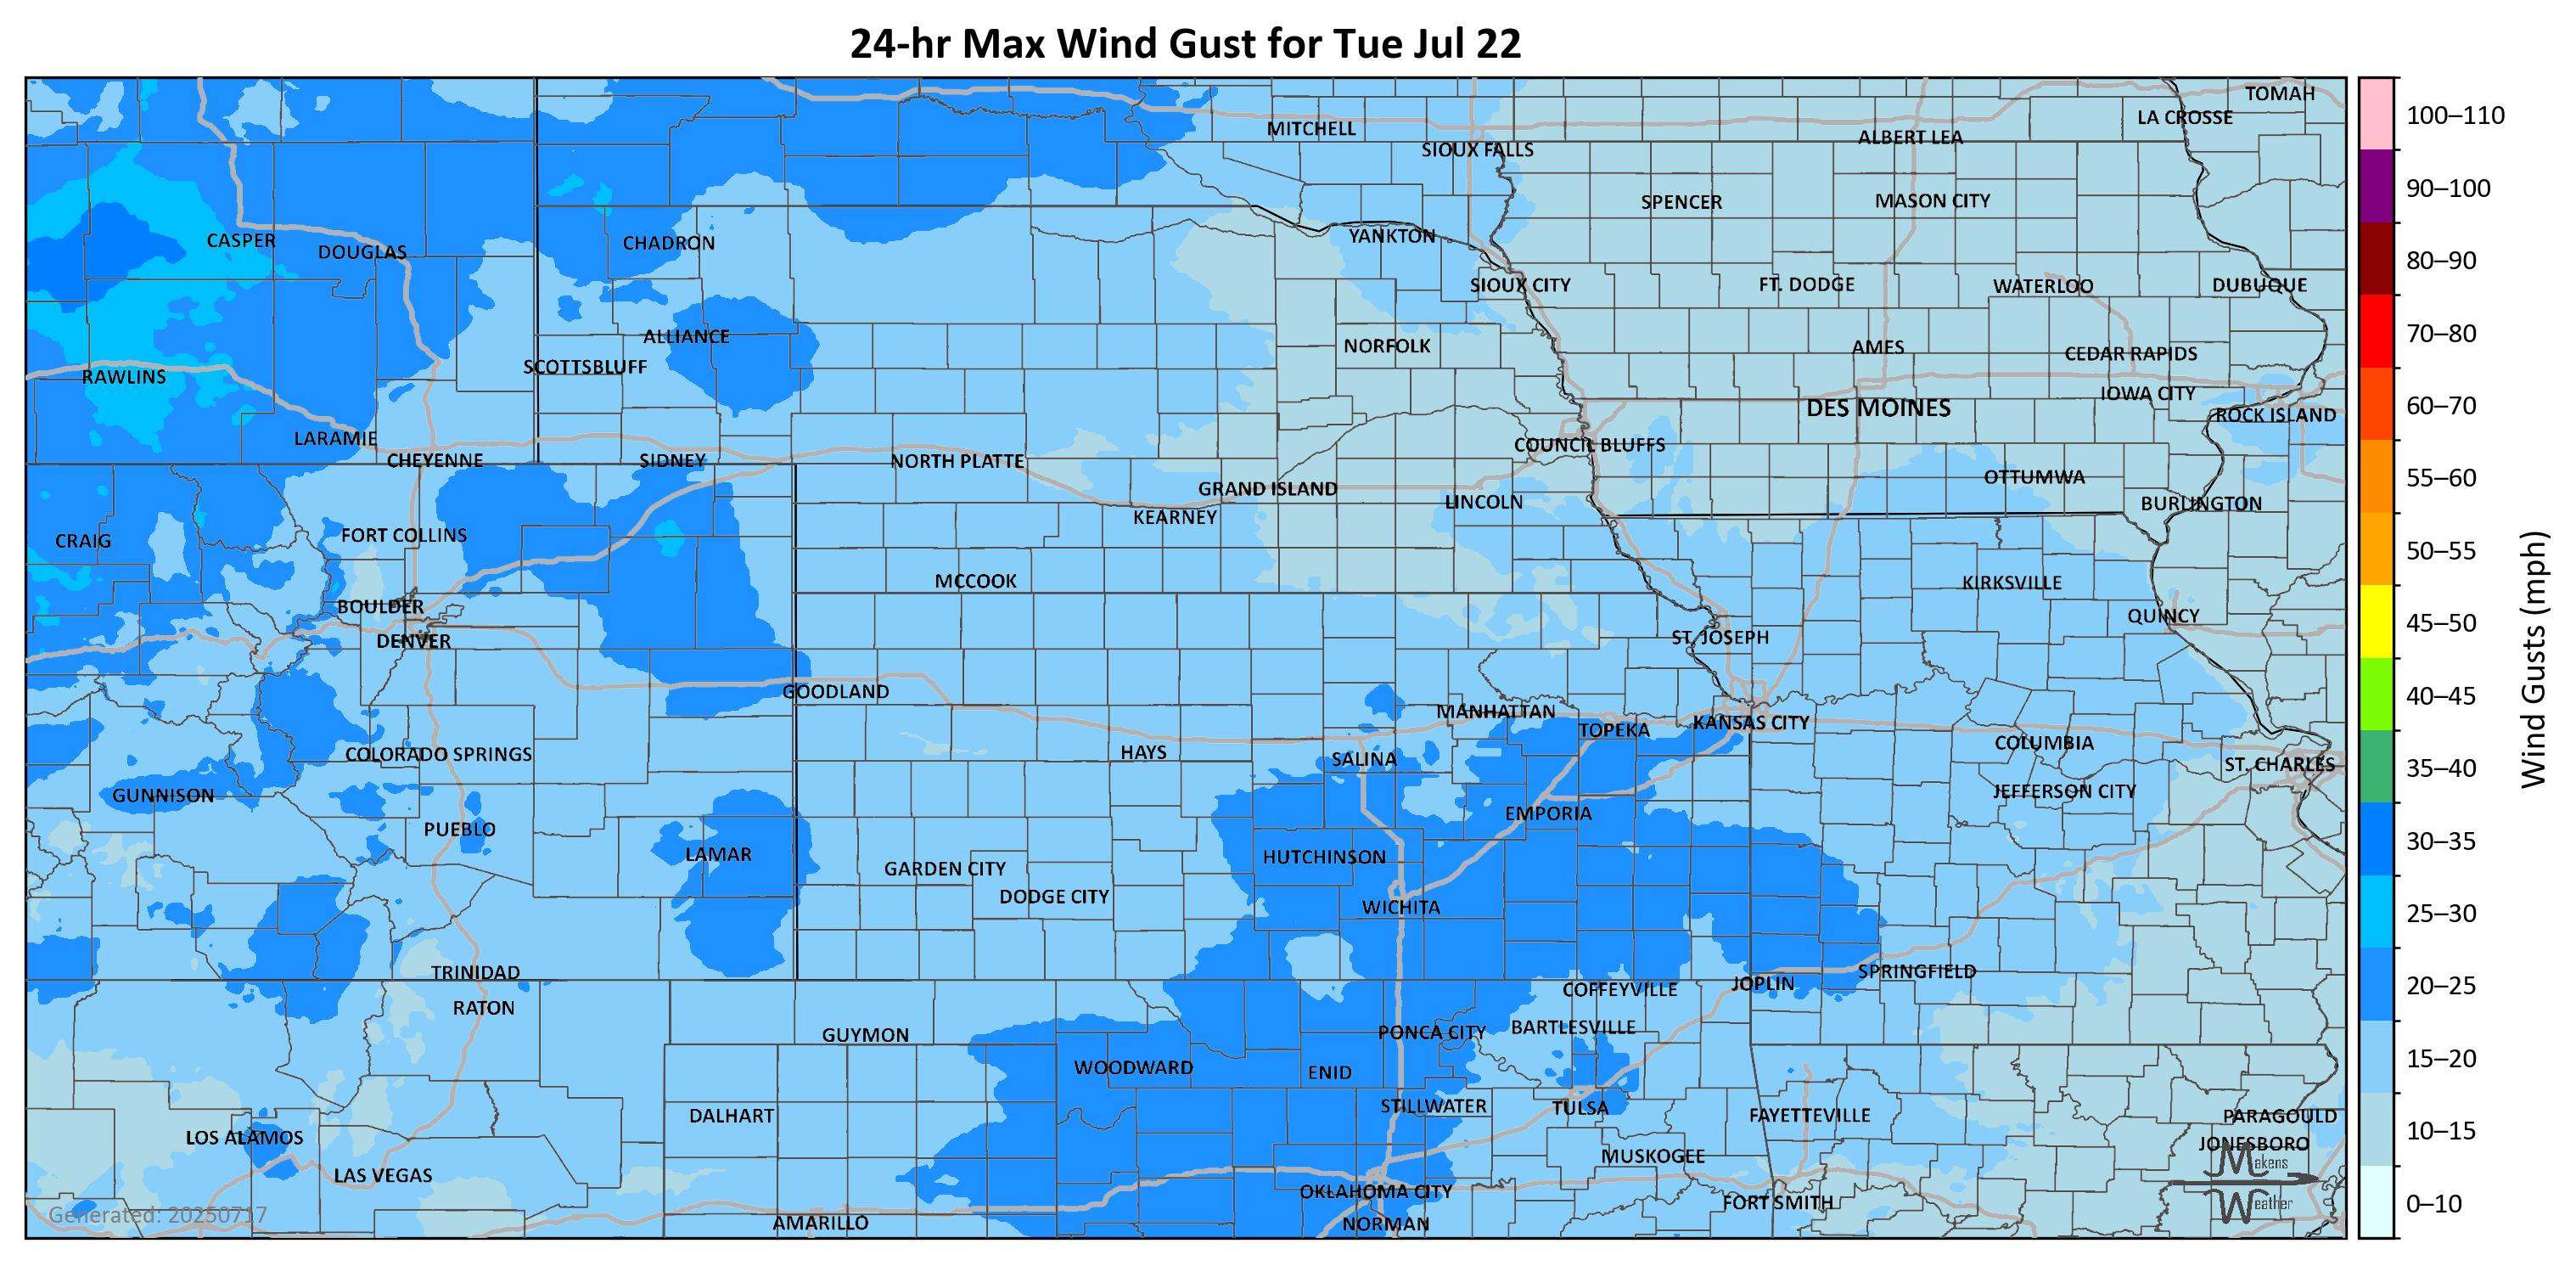 24-hr Max Wind Gust for Tue Jul 22
TOMAH
LA CROSSE
MITCHELL
ALBERT LEA
SIOUX FALLS
SPENCER
MASON CITY
YANKTON
CASPER
CHADRON
DOUGLAS
SIOUX CITY
FT. DODGE
WATERLOO
DUBUQUE
ALLIANCE
NORFOLK
AMES
CEDAR RAPIDS
SCOTTSBLUFF
RAWLINS
IOWA CITY
DES MOINES
ROCK ISLAND
LARAMIE
COUNCIL BLUFFS
CHEYENNE
SIDNEY
NORTH PLATTE
OTTUMWA
GRAND ISLAND
LINCOLN
BURLINGTON
KEARNEY
FORT COLLINS
CRAIG
MCCOOK
KIRKSVILLE
BOULDER
QUINCY
DENVER
ST. JOSEPH
GOODLAND
MANHATTAN
KANSAS CITY
TOPEKA
COLUMBIA
COLORADO SPRINGS
HAYS
SALINA
ST. CHARLES
GUNNISON
JEFFERSON CITY
EMPORIA
PUEBLO
LAMAR
HUTCHINSON
GARDEN CITY
DODGE CITY
WICHITA
TRINIDAD
SPRINGFIELD
JOPLIN
COFFEYVILLE
RATON
BARTLESVILLE
GUYMON
PONCA CITY
WOODWARD
ENID
STILLWATER
TULSA
DALHART
FAYETTEVILLE
PARAGOULD
LOS ALAMOS
JONESBORO
MUSKOGEE
LAS VEGAS
OKLAHOMA CITY
FORT SMITH
AMARILLO
NORMAN
Generated: 20250717
Makens
Weather
100–110
90–100
80–90
70–80
60–70
55–60
50–55
45–50
40–45
35–40
30–35
25–30
20–25
15–20
10–15
0–10
Wind Gusts (mph)